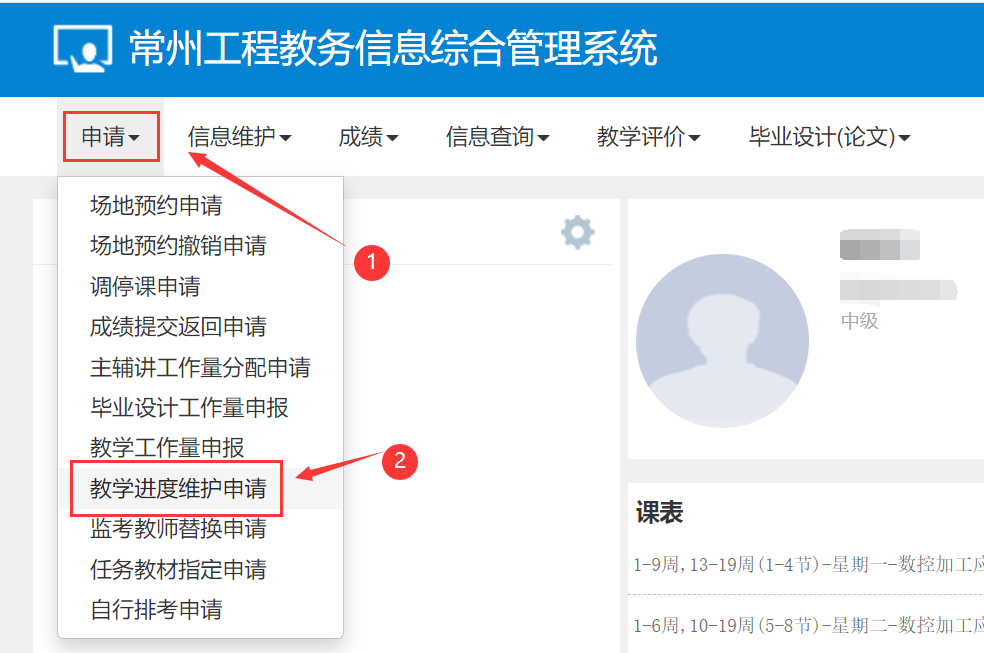 常州工程教务信息综合管理系统
申请 信息维护 成绩 信息查询 教学评价 毕业设计(论文)
场地预约申请
场地预约撤销申请
调停课申请
成绩提交返回申请
主辅讲工作量分配申请
毕业设计工作量申报
教学工作量申报
教学进度维护申请
监考教师替换申请
任务教材指定申请
自行排考申请
1
2
中级
课表
1-9周,13-19周(1-4节)-星期一-数控加工
1-6周,10-19周(5-8节)-星期二-数控加工